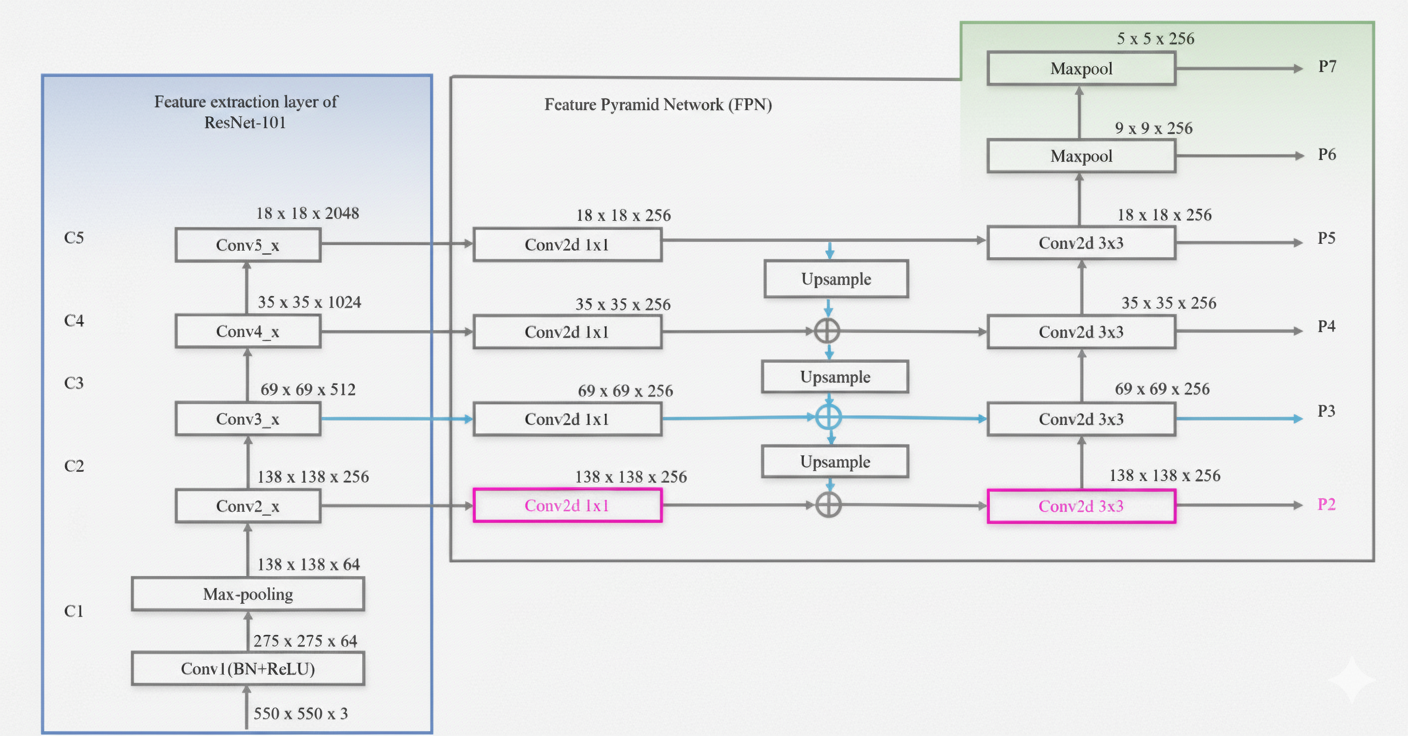 5 x 5 x 256
Maxpool
P7
Feature extraction layer of
ResNet-101
Feature Pyramid Network (FPN)
9 x 9 x 256
Maxpool
P6
18 x 18 x 2048
18 x 18 x 256
18 x 18 x 256
C5
Conv5_x
Conv2d 1x1
Conv2d 3x3
P5
Upsample
35 x 35 x 1024
35 x 35 x 256
35 x 35 x 256
C4
Conv4_x
Conv2d 1x1
Conv2d 3x3
P4
C3
Upsample
69 x 69 x 512
69 x 69 x 256
69 x 69 x 256
Conv3_x
Conv2d 1x1
Conv2d 3x3
P3
C2
Upsample
138 x 138 x 256
138 x 138 x 256
138 x 138 x 256
Conv2_x
Conv2d 1x1
Conv2d 3x3
P2
138 x 138 x 64
Max-pooling
C1
275 x 275 x 64
Conv1(BN+ReLU)
550 x 550 x 3